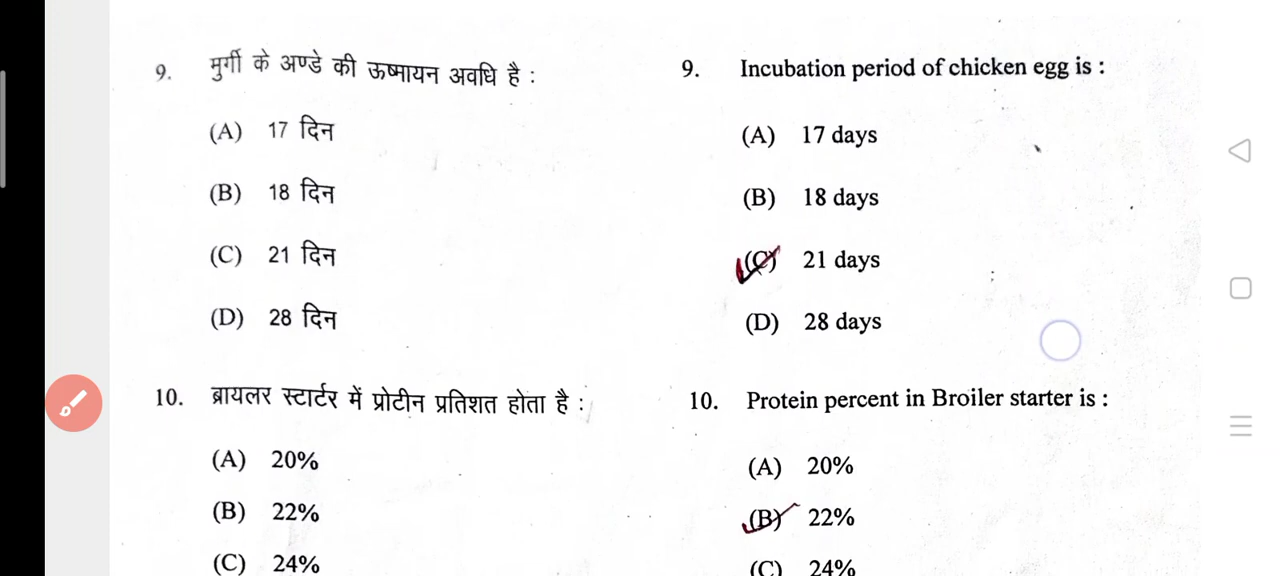 9. मुर्गी के अण्डे की ऊष्मायन अवधि है :
(A) 17 दिन
(B) 18 दिन
(C) 21 दिन
(D) 28 दिन
10. ब्रायलर स्टार्टर में प्रोटीन प्रतिशत होता है :
(A) 20%
(B) 22%
(C) 24%
9. Incubation period of chicken egg is :
(A) 17 days
(B) 18 days
(C) 21 days
(D) 28 days
10. Protein percent in Broiler starter is :
(A) 20%
(B) 22%
(C) 24%